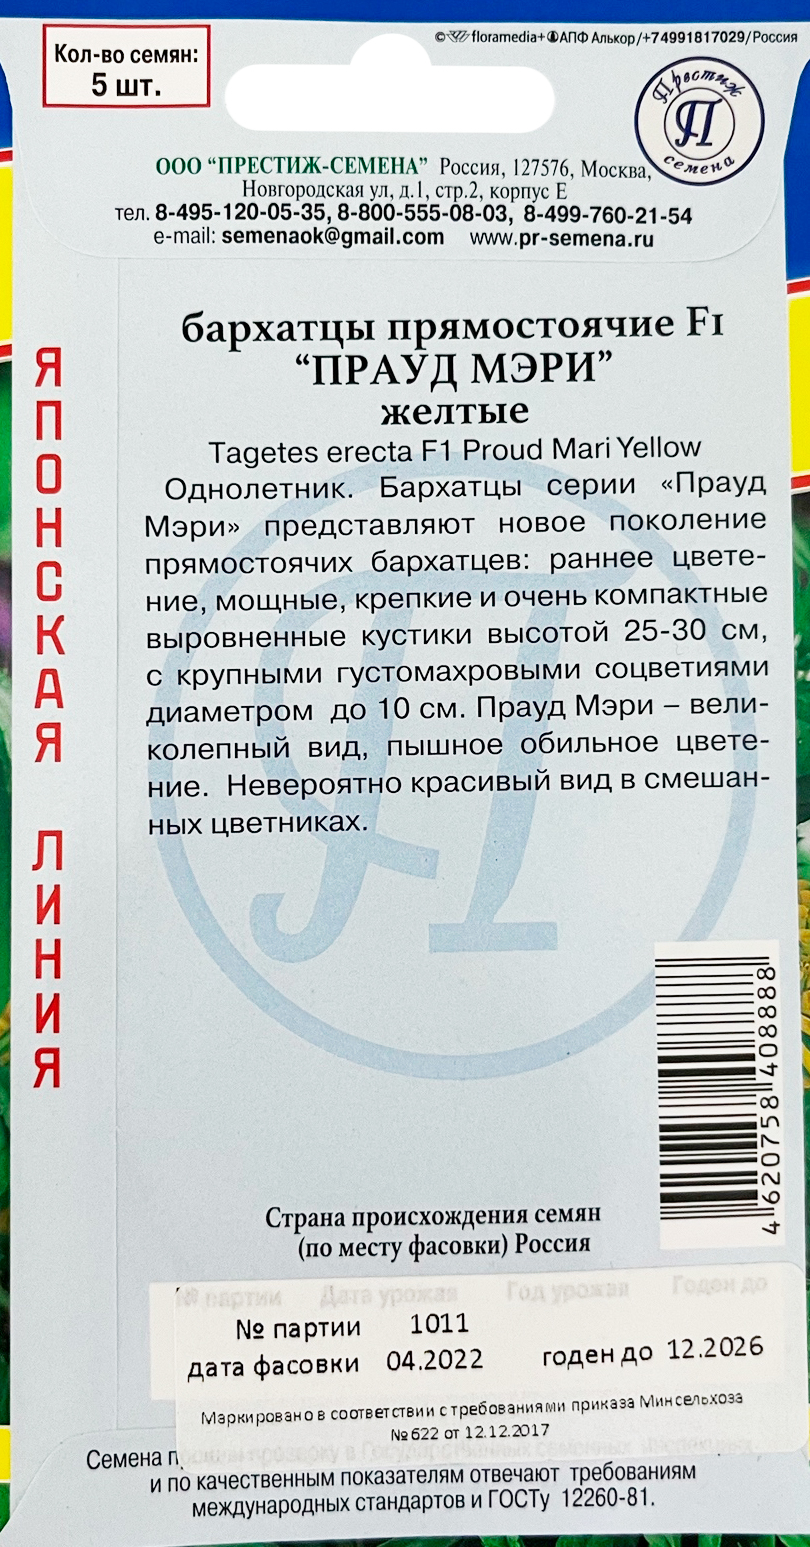 Кол-во семян:
5 шт.
© floramedia+ АПФ Алькор/+74991817029/Россия
Престиж
П
семена
ООО “ПРЕСТИЖ-СЕМЕНА” Россия, 127576, Москва,
Новгородская ул, д.1, стр.2, корпус Е
тел. 8-495-120-05-35, 8-800-555-08-03, 8-499-760-21-54
e-mail: semenaok@gmail.com www.pr-semena.ru
ЯПОНСКАЯ ЛИНИЯ
бархатцы прямостоячие F1
“ПРАУД МЭРИ”
желтые
Tagetes erecta F1 Proud Mari Yellow
Однолетник. Бархатцы серии «Прауд
Мэри» представляют новое поколение
прямостоячих бархатцев: раннее цвете-
ние, мощные, крепкие и очень компактные
выровненные кустики высотой 25-30 см,
с крупными густомахровыми соцветиями
диаметром до 10 см. Прауд Мэри – вели-
колепный вид, пышное обильное цвете-
ние. Невероятно красивый вид в смешан-
ных цветниках.
4 620758 408888
Страна происхождения семян
(по месту фасовки) Россия
№ партии Дата урожая Год урожая Годен до
№ партии 1011
дата фасовки 04.2022 годен до 12.2026
Маркировано в соответствии с требованиями приказа Минсельхоза
№ 622 от 12.12.2017
Семена
и по качественным показателям отвечают требованиям
международных стандартов и ГОСТу 12260-81.